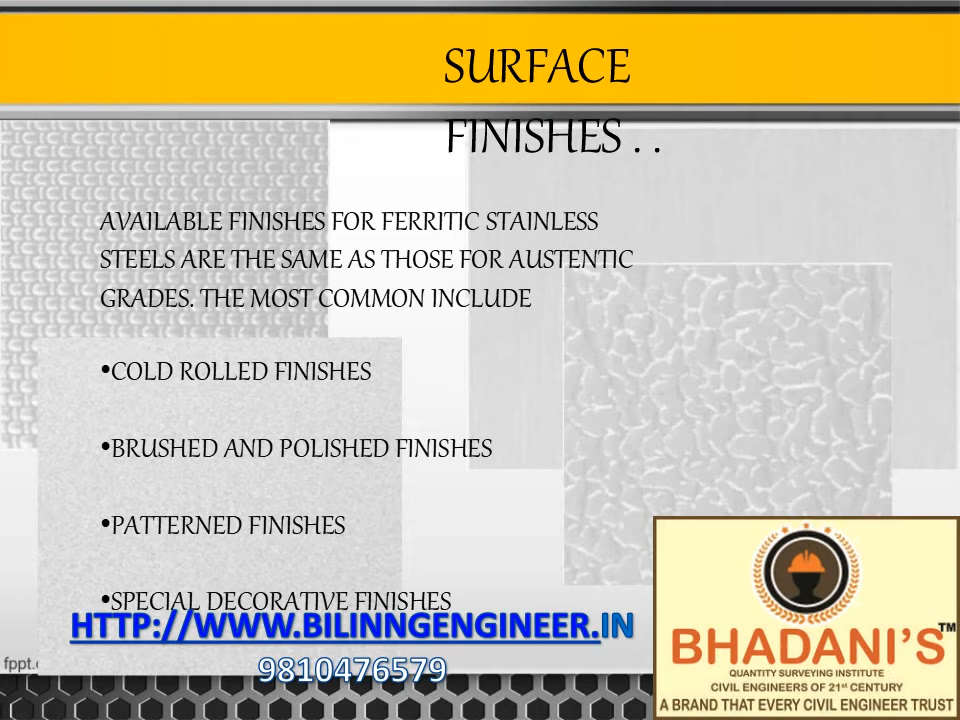 SURFACE
FINISHES . .
AVAILABLE FINISHES FOR FERRITIC STAINLESS
STEELS ARE THE SAME AS THOSE FOR AUSTENTIC
GRADES. THE MOST COMMON INCLUDE
•COLD ROLLED FINISHES
•BRUSHED AND POLISHED FINISHES
•PATTERNED FINISHES
•SPECIAL DECORATIVE FINISHES
HTTP://WWW.BILINNGENGINEER.IN
9810476579
BHADANI'S™
QUANTITY SURVEYING INSTITUTE
CIVIL ENGINEERS OF 21st CENTURY
A BRAND THAT EVERY CIVIL ENGINEER TRUST